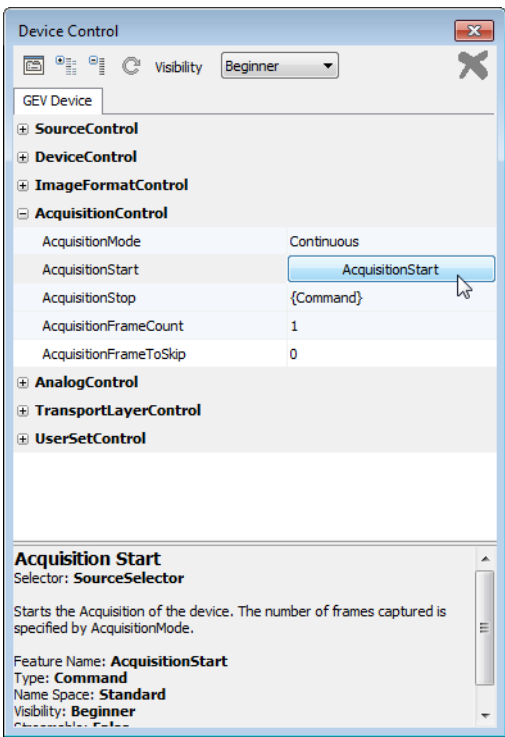 Device Control
Visibility Beginner
GEV Device
SourceControl
DeviceControl
ImageFormatControl
AcquisitionControl
AcquisitionMode Continuous
AcquisitionStart AcquisitionStart
AcquisitionStop {Command}
AcquisitionFrameCount 1
AcquisitionFrameToSkip 0
AnalogControl
TransportLayerControl
UserSetControl
Acquisition Start
Selector: SourceSelector
Starts the Acquisition of the device. The number of frames captured is
specified by AcquisitionMode.
Feature Name: AcquisitionStart
Type: Command
Name Space: Standard
Visibility: Beginner